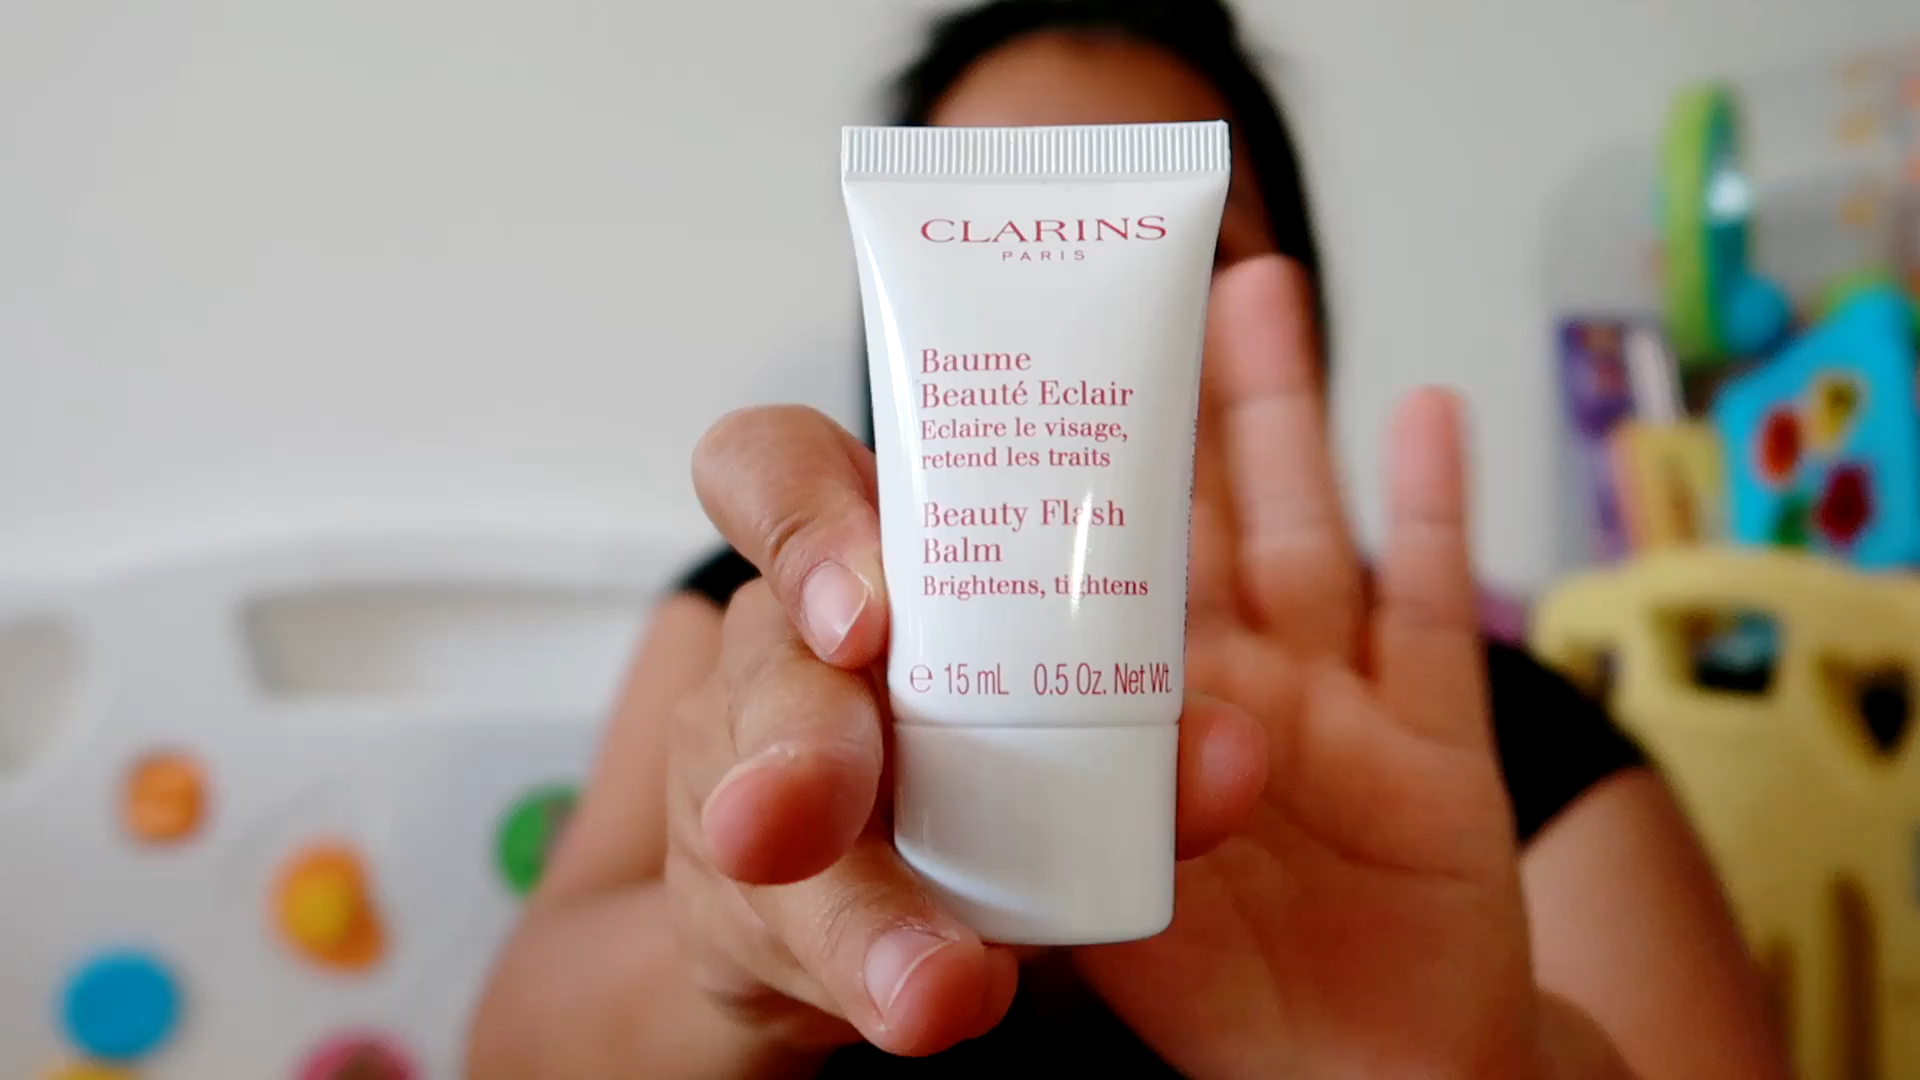 CLARINS
PARIS
Baume
Beauté Eclair
Eclaire le visage,
retend les traits
Beauty Flash
Balm
Brightens, tightens
℮ 15 mL 0.5 Oz. Net Wt.